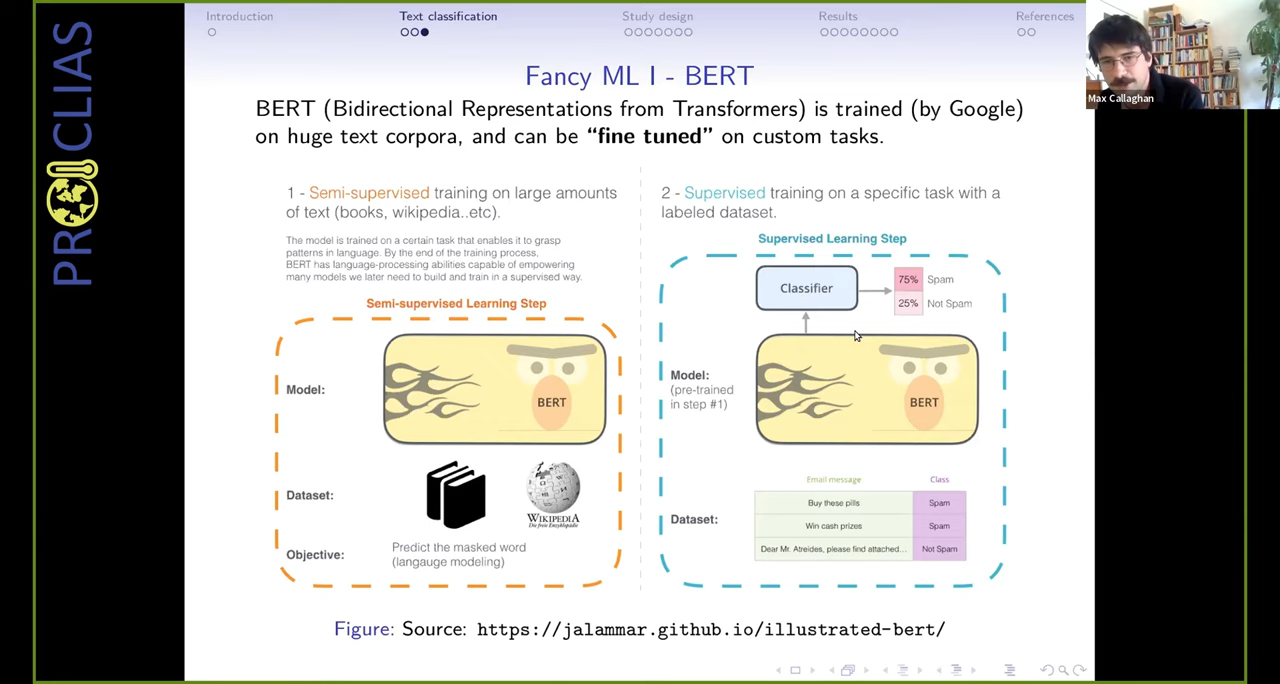 PROCLIAS
Introduction
Text classification
Study design
Results
References
Max Callaghan
Fancy ML I - BERT
BERT (Bidirectional Representations from Transformers) is trained (by Google)
on huge text corpora, and can be “fine tuned” on custom tasks.
1 - Semi-supervised training on large amounts
of text (books, wikipedia..etc).
The model is trained on a certain task that enables it to grasp
patterns in language. By the end of the training process,
BERT has language-processing abilities capable of empowering
many models we later need to build and train in a supervised way.
Semi-supervised Learning Step
Model:
BERT
Dataset:
WIKIPEDIA
Die freie Enzyklopädie
Objective:
Predict the masked word
(langauge modeling)
2 - Supervised training on a specific task with a
labeled dataset.
Supervised Learning Step
Classifier
75%
Spam
25%
Not Spam
Model:
(pre-trained
in step #1)
BERT
Dataset:
Email message
Class
Buy these pills
Spam
Win cash prizes
Spam
Dear Mr. Atreides, please find attached...
Not Spam
Figure: Source: https://jalammar.github.io/illustrated-bert/